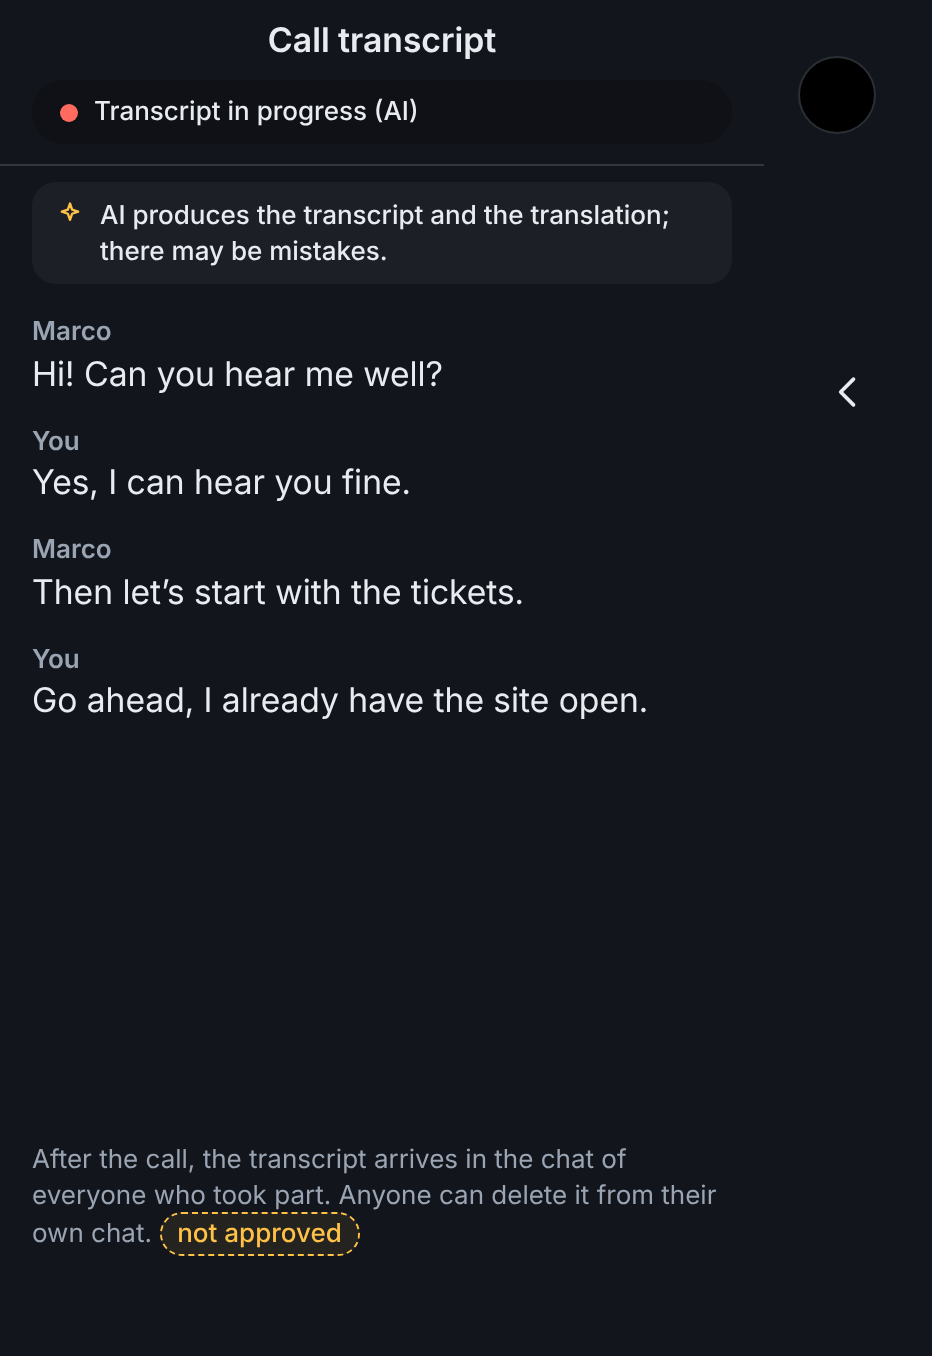 Call transcript
Transcript in progress (AI)
AI produces the transcript and the translation;
there may be mistakes.
Marco
Hi! Can you hear me well?
You
Yes, I can hear you fine.
Marco
Then let’s start with the tickets.
You
Go ahead, I already have the site open.
After the call, the transcript arrives in the chat of
everyone who took part. Anyone can delete it from their
own chat. not approved